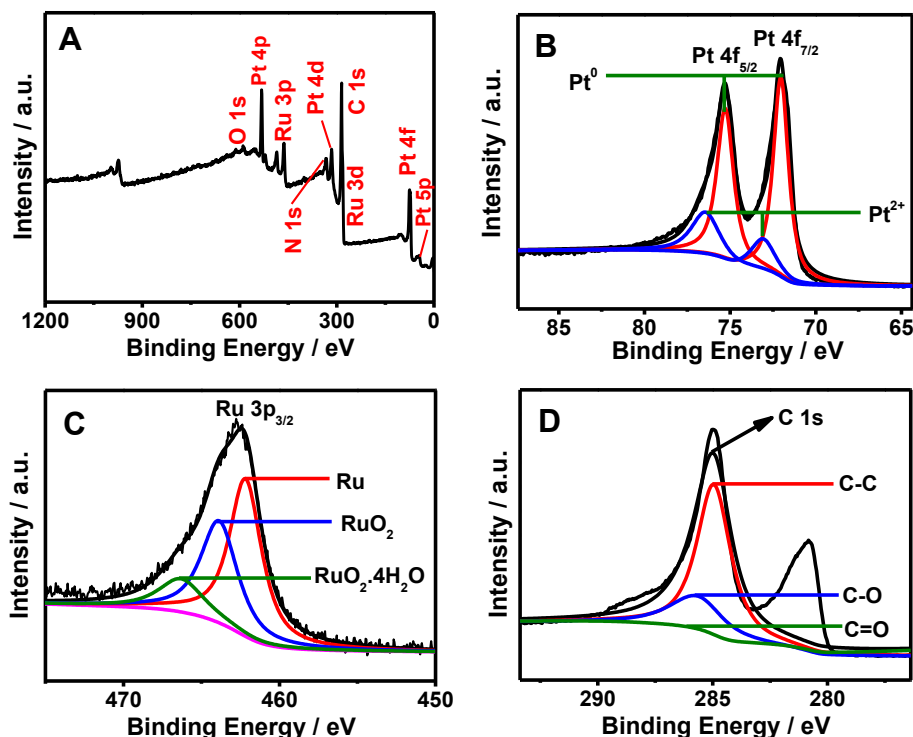 A
O 1s
Pt 4p
Ru 3p
N 1s
Pt 4d
C 1s
Ru 3d
Pt 4f
Pt 5p
Intensity / a.u.
1200
900
600
300
0
Binding Energy / eV
B
Pt 4f5/2
Pt 4f7/2
Pt0
Pt2+
Intensity / a.u.
85
80
75
70
65
Binding Energy / eV
C
Ru 3p3/2
Ru
RuO2
RuO2.4H2O
Intensity / a.u.
470
460
450
Binding Energy / eV
D
C 1s
C-C
C-O
C=O
Intensity / a.u.
290
285
280
Binding Energy / eV